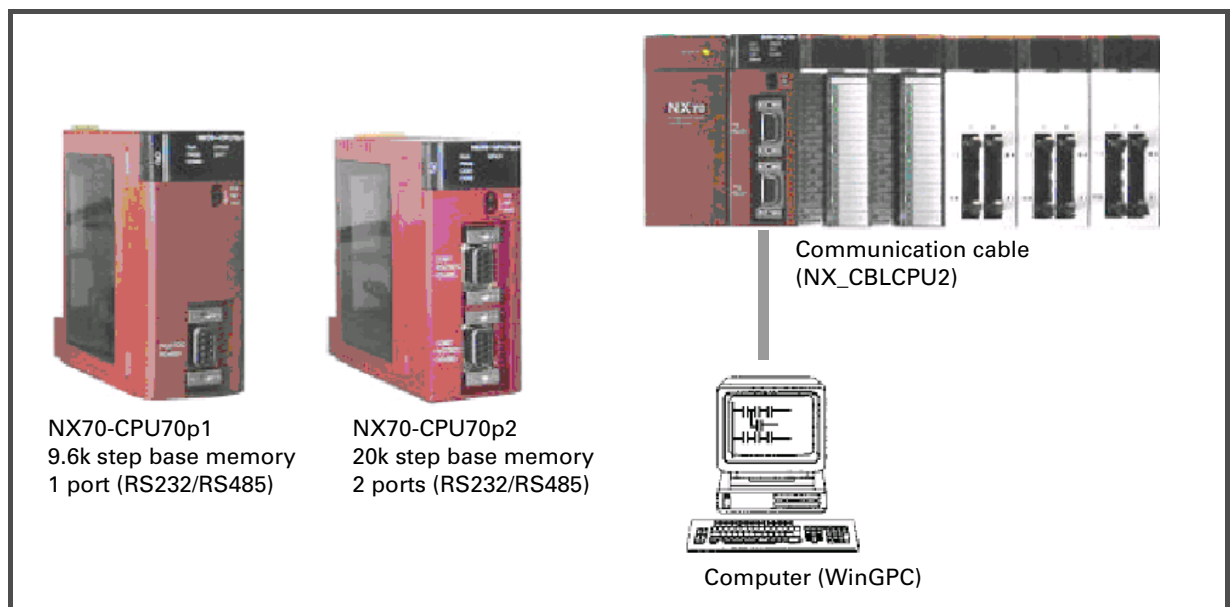 NX70
Communication cable
(NX_CBLCPU2)
NX70-CPU70p1
9.6k step base memory
1 port (RS232/RS485)
NX70-CPU70p2
20k step base memory
2 ports (RS232/RS485)
Computer (WinGPC)